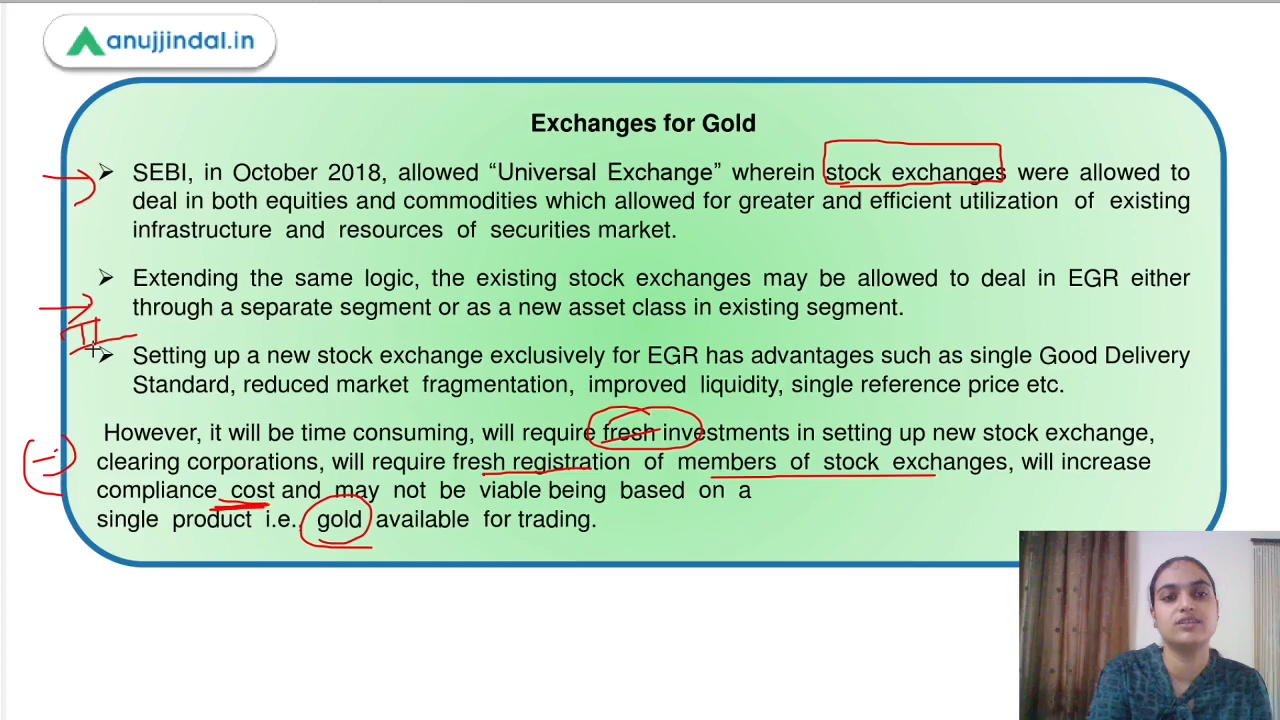 anujjindal.in
Exchanges for Gold
➢ SEBI, in October 2018, allowed “Universal Exchange” wherein stock exchanges were allowed to
deal in both equities and commodities which allowed for greater and efficient utilization of existing
infrastructure and resources of securities market.
➢ Extending the same logic, the existing stock exchanges may be allowed to deal in EGR either
through a separate segment or as a new asset class in existing segment.
➢ Setting up a new stock exchange exclusively for EGR has advantages such as single Good Delivery
Standard, reduced market fragmentation, improved liquidity, single reference price etc.
However, it will be time consuming, will require fresh investments in setting up new stock exchange,
clearing corporations, will require fresh registration of members of stock exchanges, will increase
compliance cost and may not be viable being based on a
single product i.e., gold available for trading.